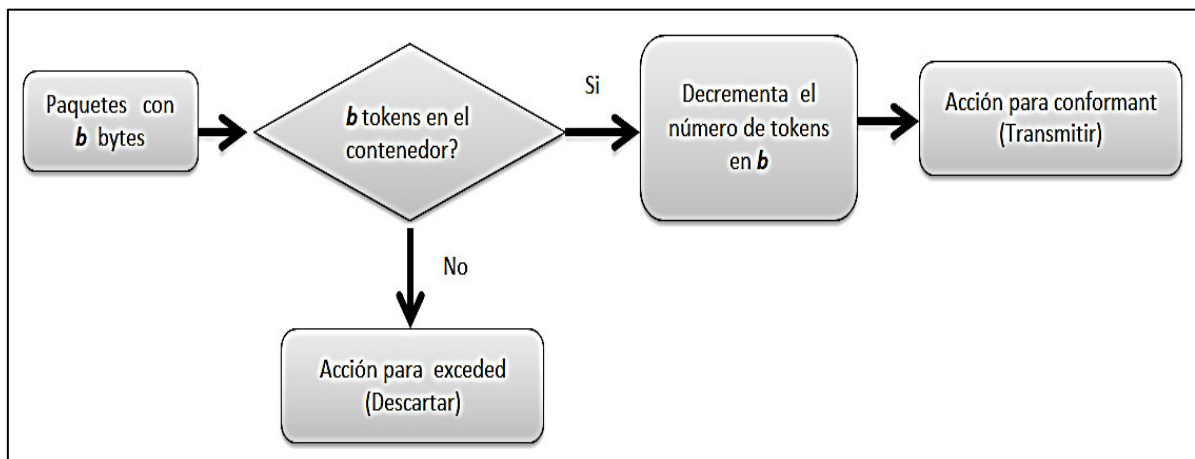 Paquetes con
b bytes
b tokens en el
contenedor?
Si
Decrementa el
número de tokens
en b
Acción para conformant
(Transmitir)
No
Acción para exceded
(Descartar)